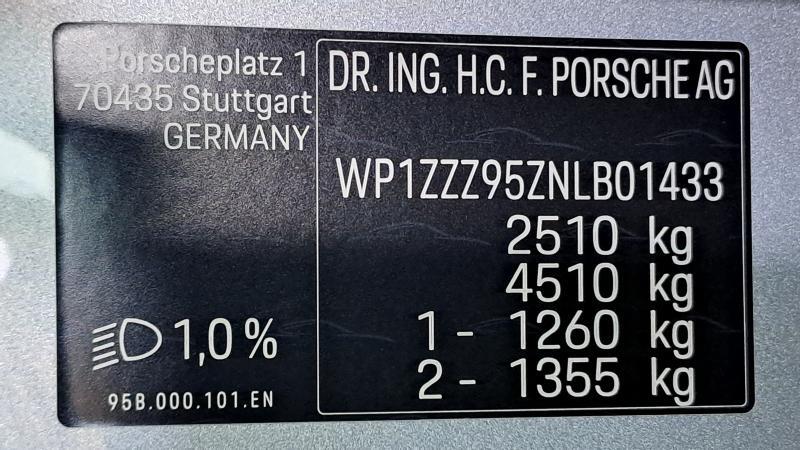 Porscheplatz 1
70435 Stuttgart
GERMANY
DR. ING. H.C. F. PORSCHE AG
WP1ZZZ95ZNLB01433
2510 kg
4510 kg
1 - 1260 kg
2 - 1355 kg
1,0 %
95B.000.101.EN